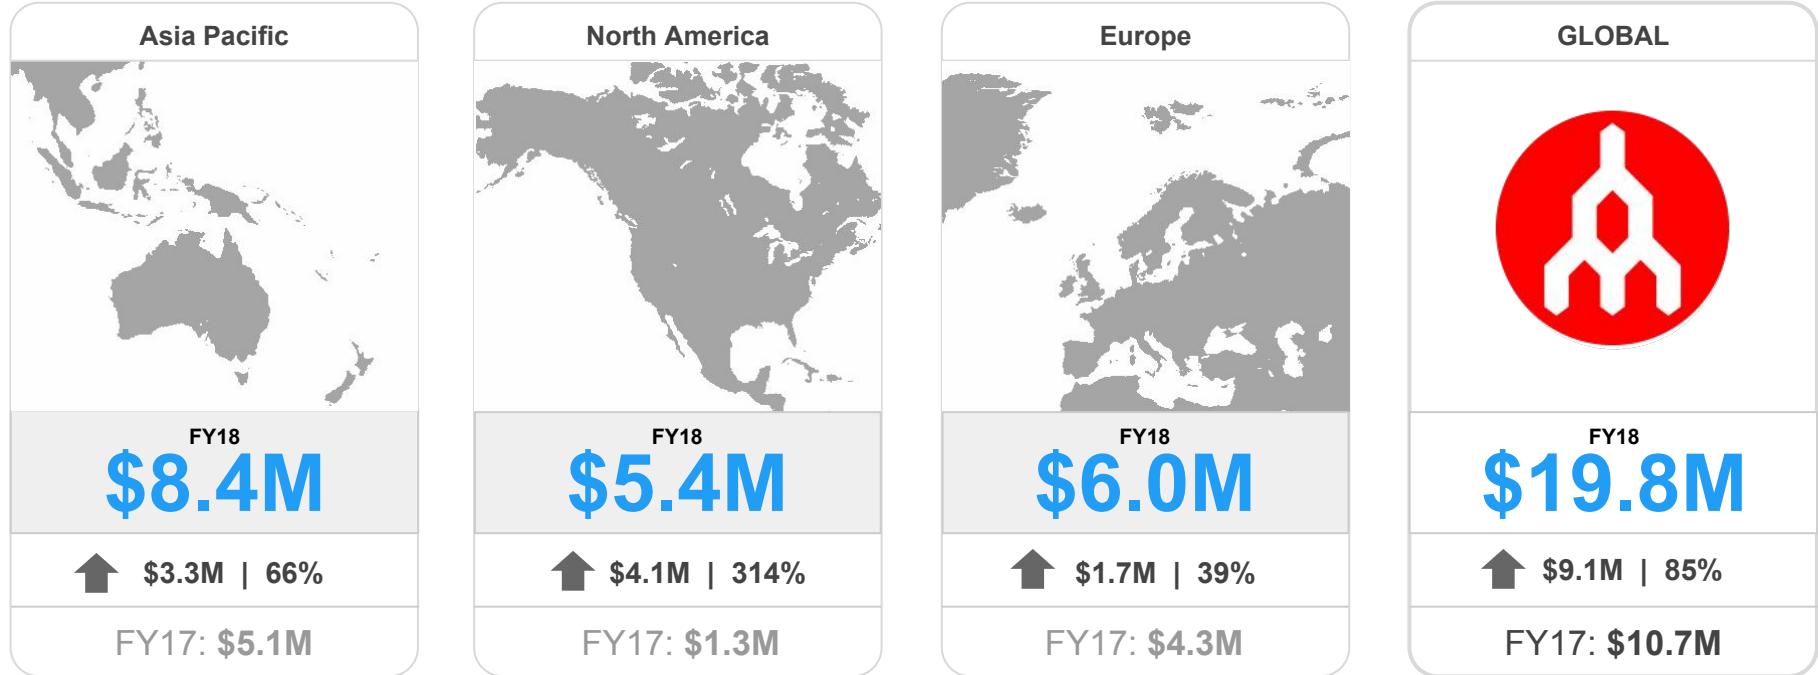 Asia Pacific
FY18
$8.4M
$3.3M | 66%
FY17: $5.1M
North America
FY18
$5.4M
$4.1M | 314%
FY17: $1.3M
Europe
FY18
$6.0M
$1.7M | 39%
FY17: $4.3M
GLOBAL
FY18
$19.8M
$9.1M | 85%
FY17: $10.7M